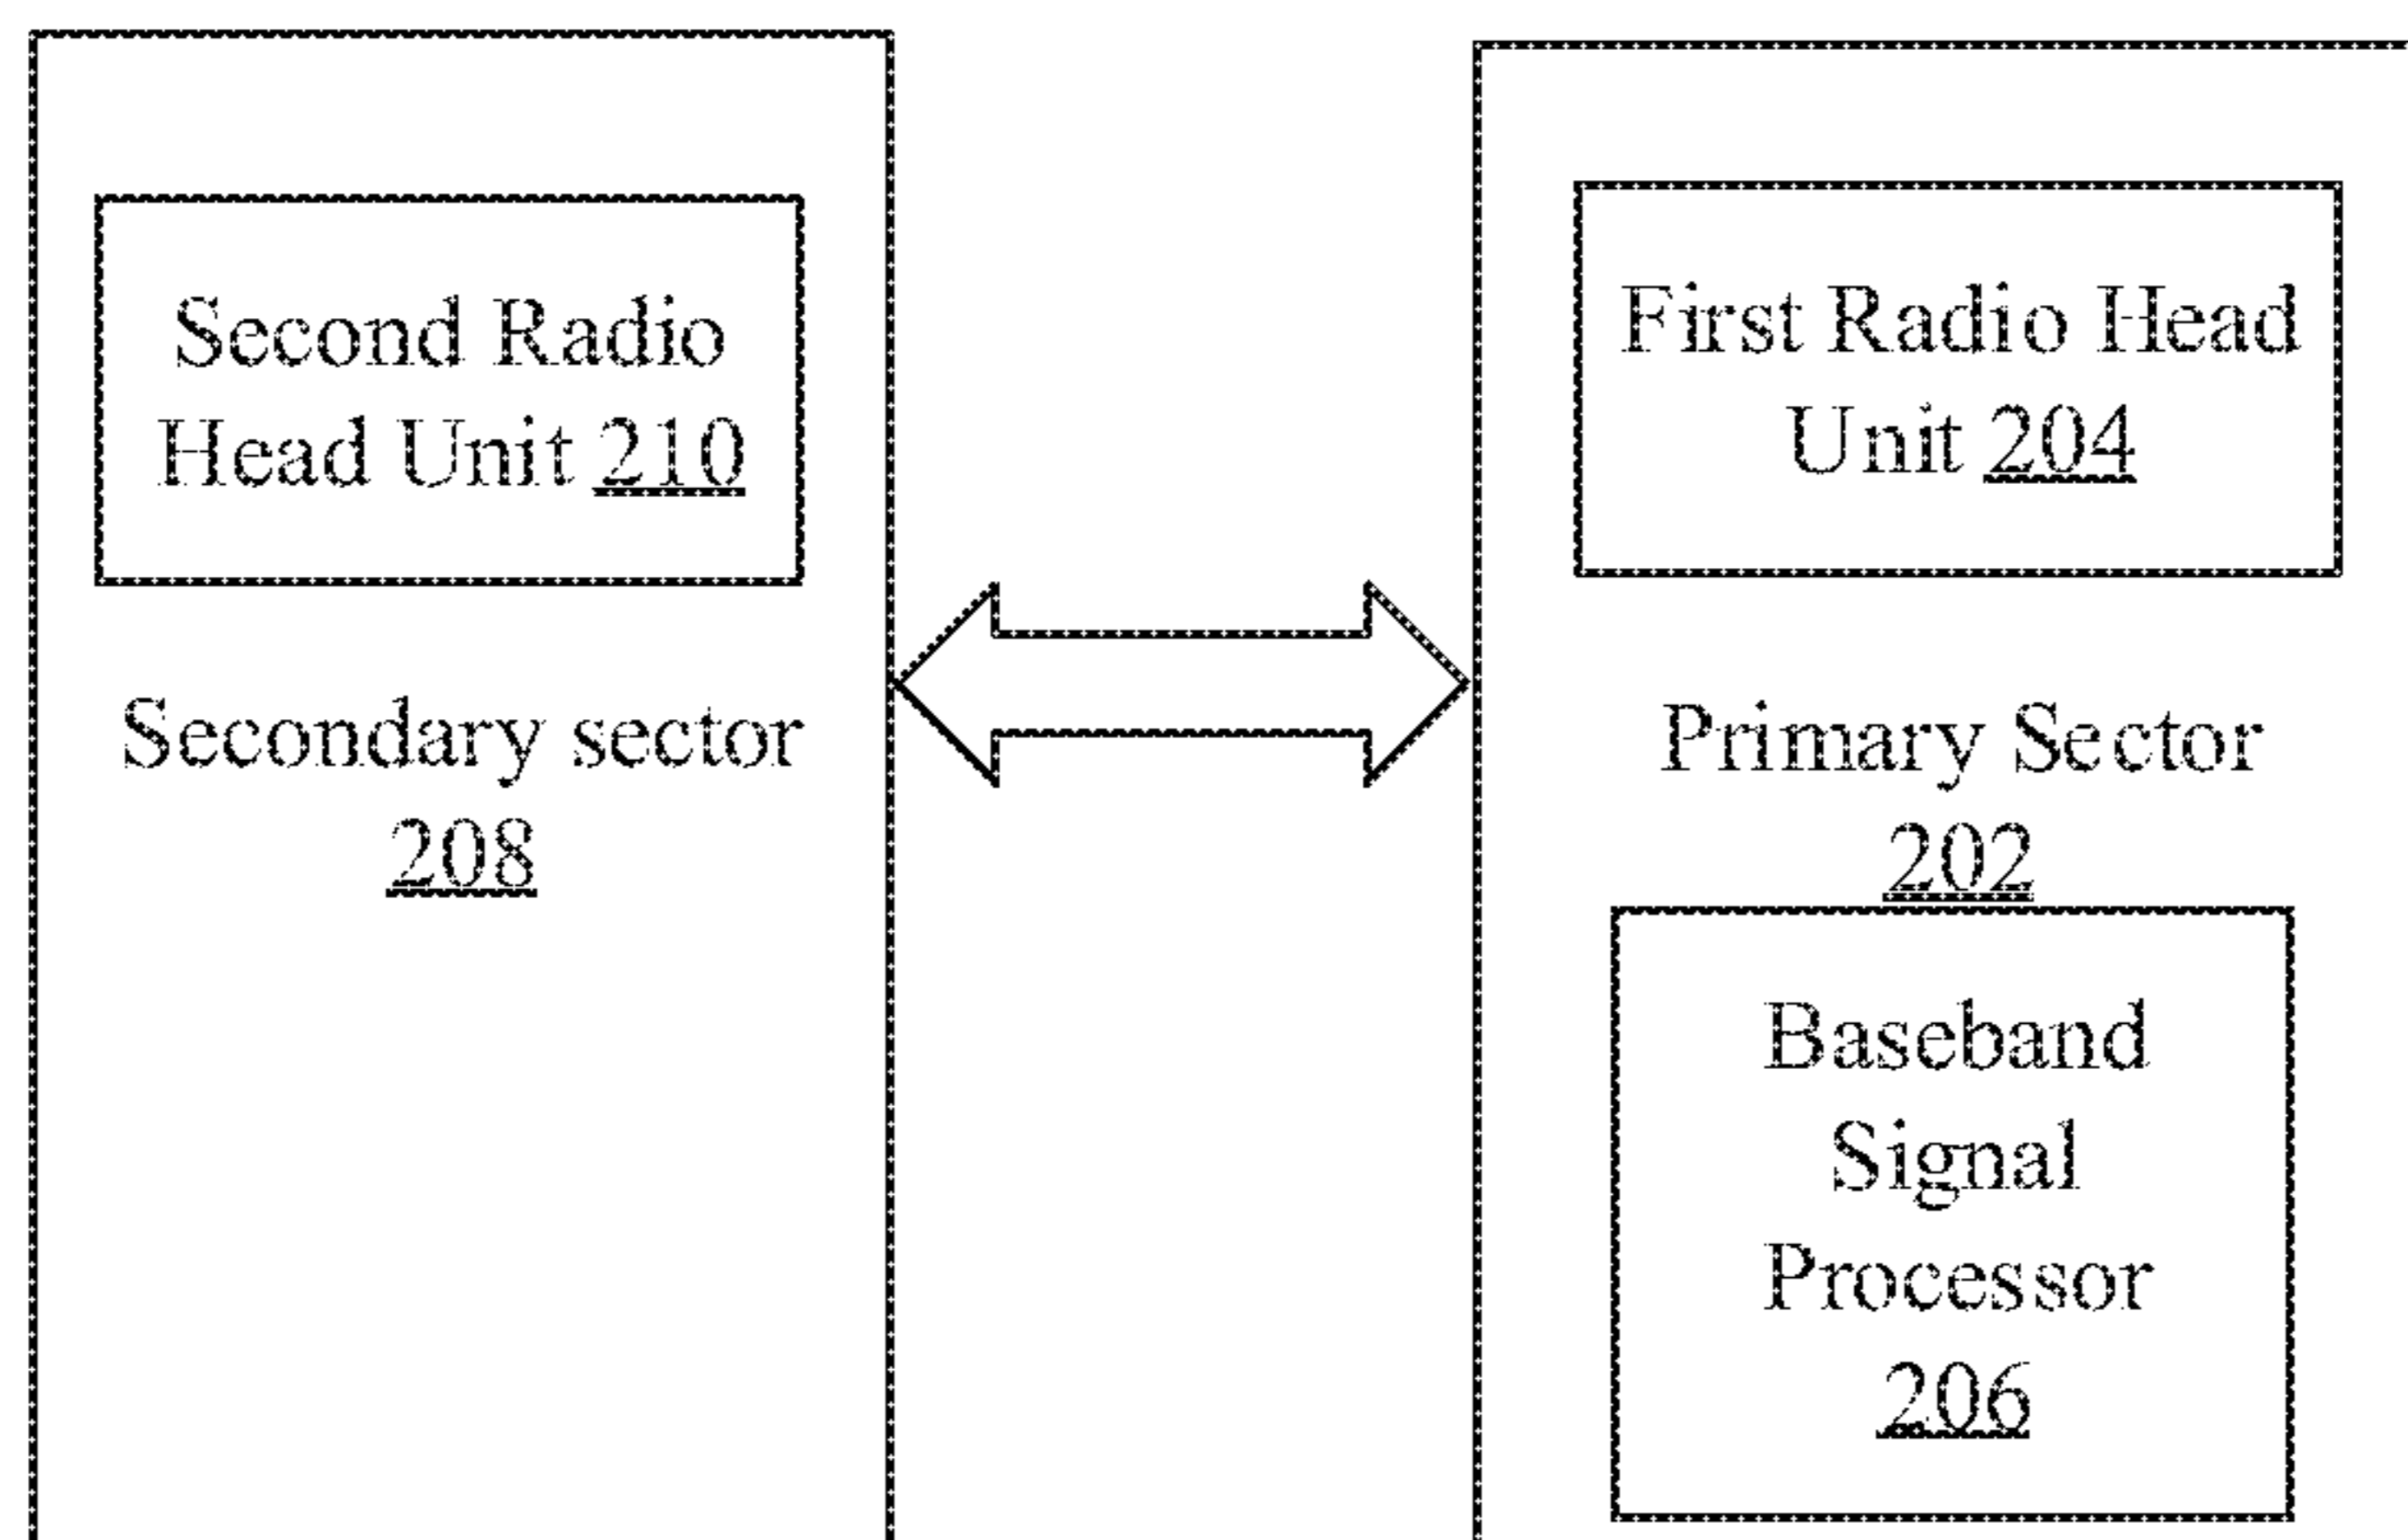 Second Radio
Head Unit 210
Secondary sector
208
First Radio Head
Unit 204
Primary Sector
202
Baseband
Signal
Processor
206